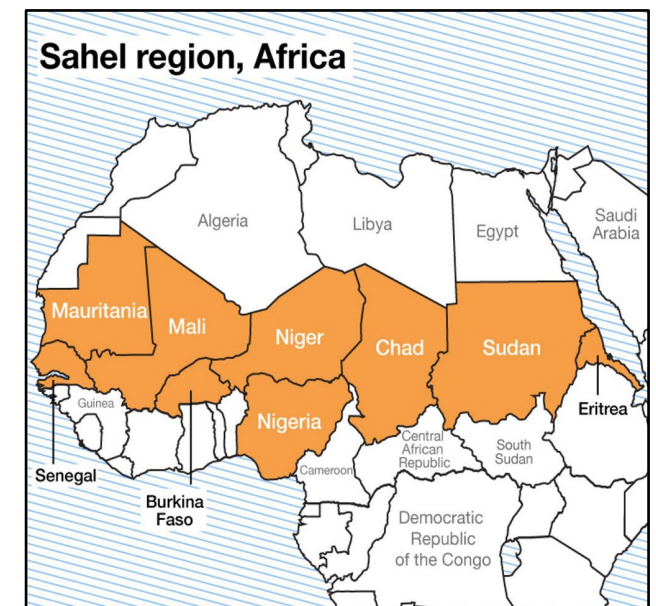 Sahel region, Africa
Algeria
Libya
Egypt
Saudi
Arabia
Mauritania
Mali
Niger
Chad
Sudan
Eritrea
Guinea
Nigeria
Senegal
Burkina
Faso
Cameroon
Central
African
Republic
South
Sudan
Democratic
Republic
of the Congo